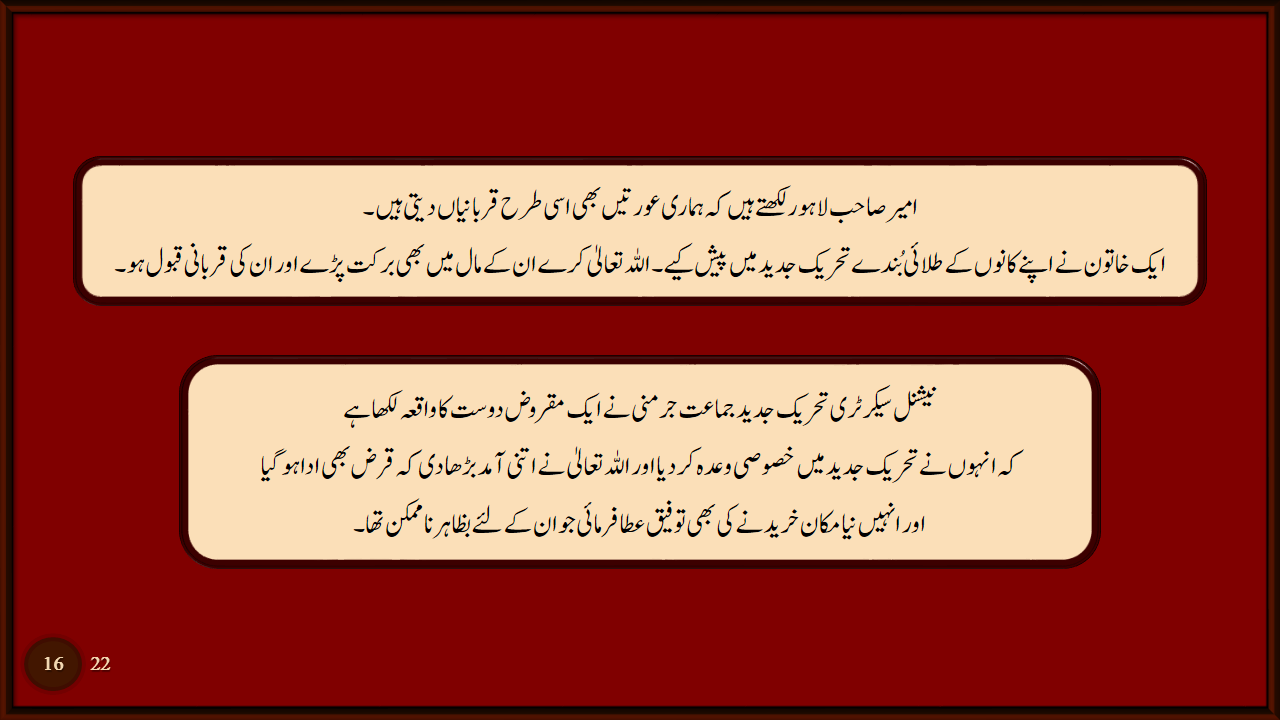 امیر صاحب لاہور لکھتے ہیں کہ ہماری عورتیں بھی اسی طرح قربانیاں دیتی ہیں۔
ایک خاتون نے اپنے کانوں کے طلائی بُندے تحریک جدید میں پیش کیے۔ اللہ تعالیٰ کرے ان کے مال میں بھی برکت پڑے اور ان کی قربانی قبول ہو۔
نیشنل سیکرٹری تحریک جدید جماعت جرمنی نے ایک مقروض دوست کا واقعہ لکھا ہے
کہ انہوں نے تحریک جدید میں خصوصی وعدہ کر دیا اور اللہ تعالیٰ نے اتنی آمد بڑھا دی کہ قرض بھی ادا ہو گیا
اور انہیں نیا مکان خریدنے کی بھی توفیق عطا فرمائی جو ان کے لئے بظاہر ناممکن تھا۔
16 22